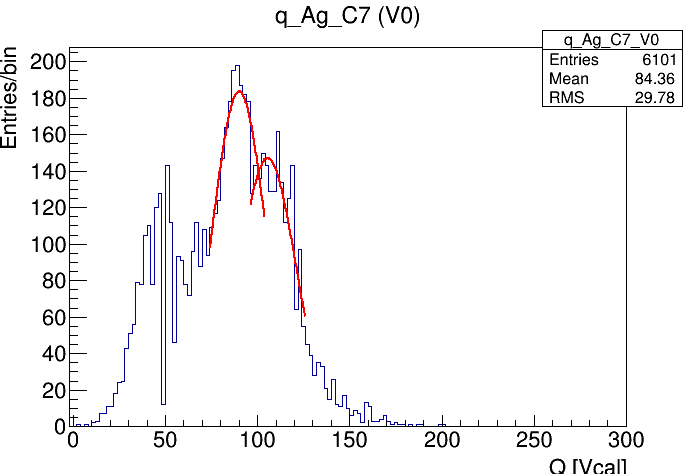 q_Ag_C7 (V0)
q_Ag_C7_V0
Entries 6101
Mean 84.36
RMS 29.78
Entries/bin
200
180
160
140
120
100
80
60
40
20
0
0 50 100 150 200 250 300
Q [Vcal]